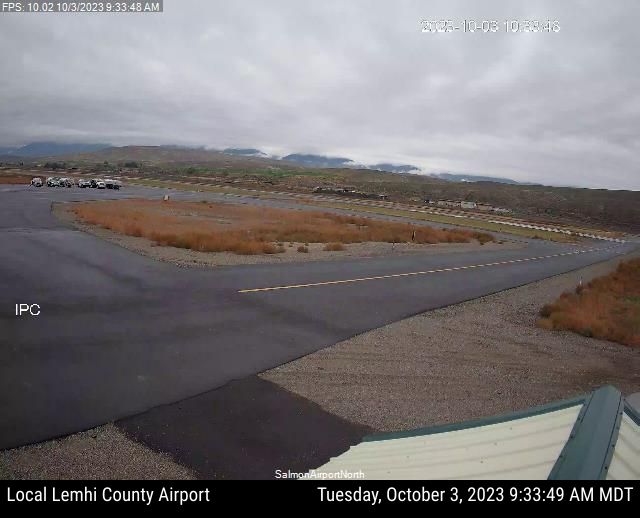 FPS: 10.02 10/3/2023 9:33:48 AM
2023-10-03 10:33:46
IPC
SalmonAirportNorth
Local Lemhi County Airport
Tuesday, October 3, 2023 9:33:49 AM MDT